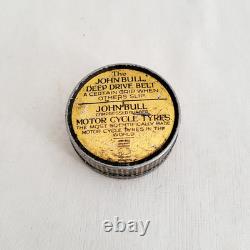 The
JOHN BULL
DEEP DRIVE BELT
A CERTAIN GRIP WHEN
OTHERS SLIP
JOHN BULL
MOTOR CYCLE TYRES
THE MOST SCIENTIFICALLY MADE
MOTOR CYCLE TYRES IN THE
WORLD